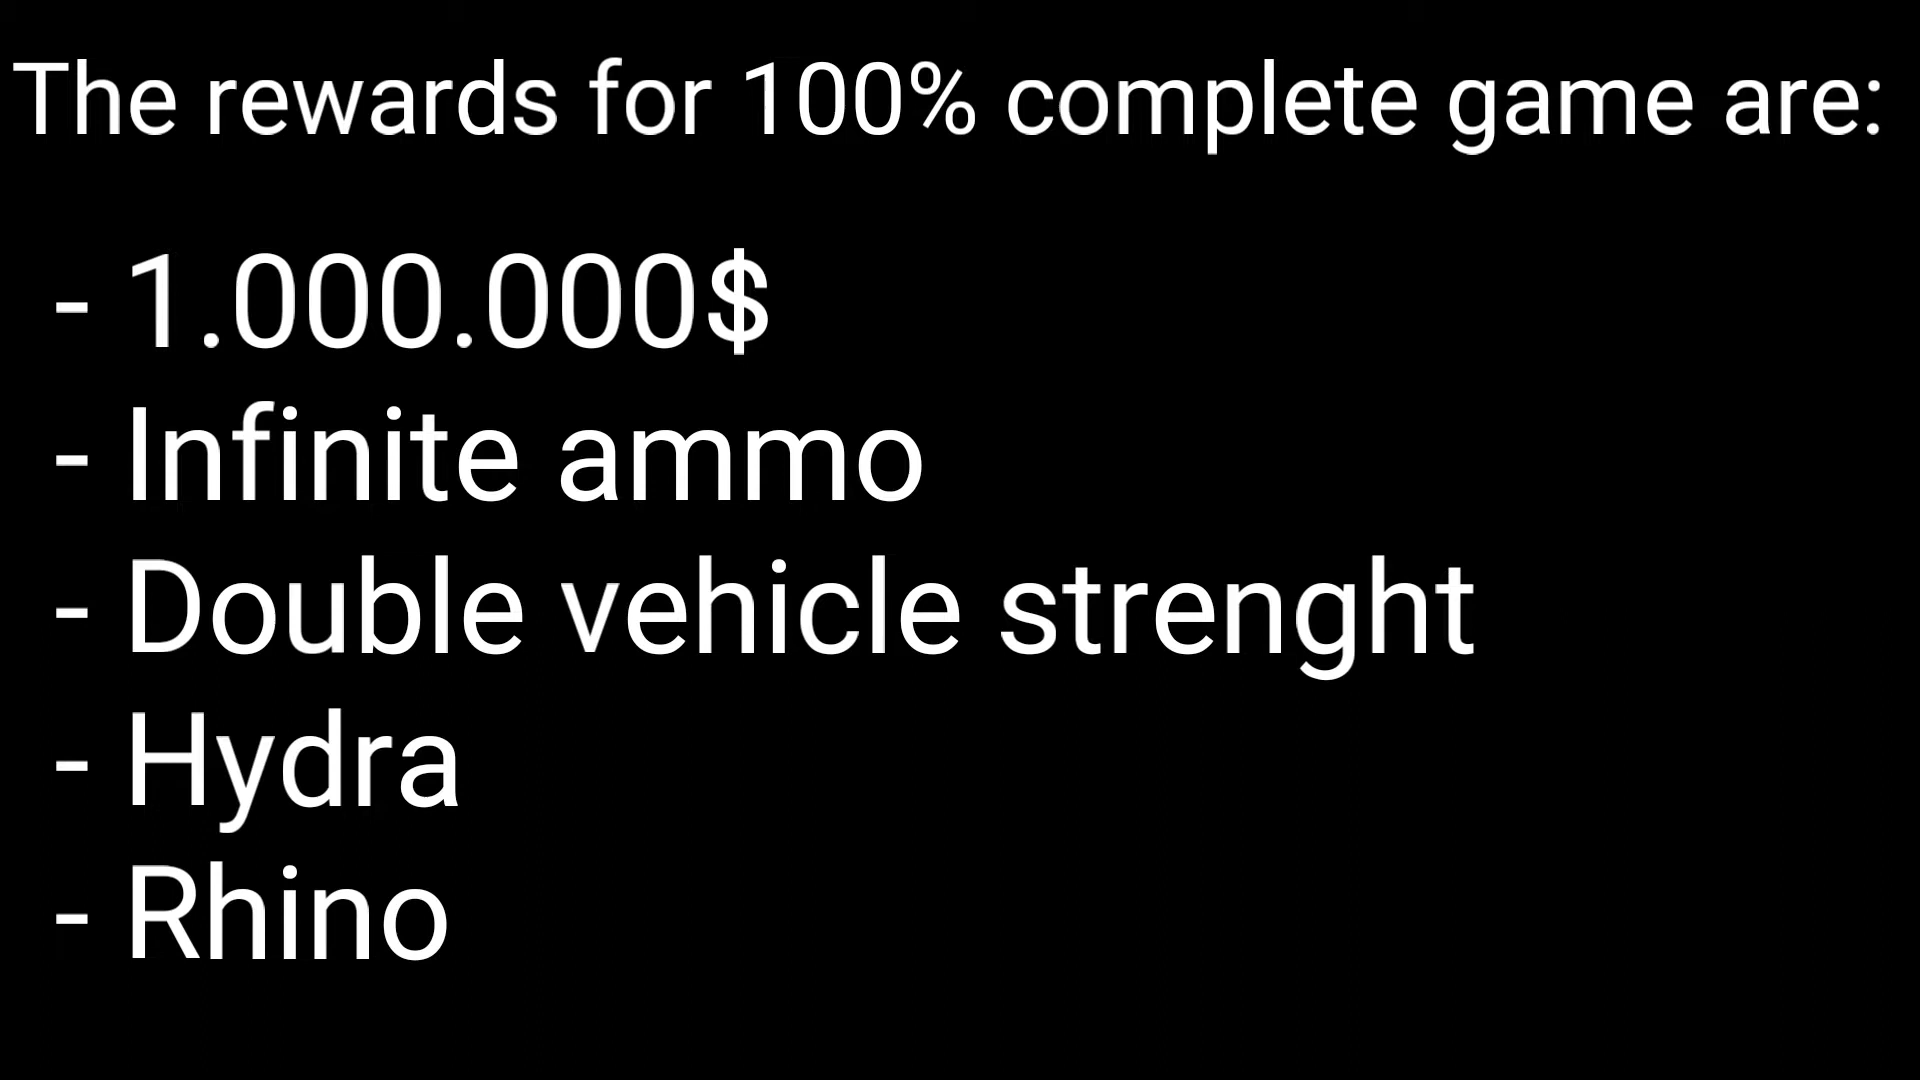 The rewards for 100% complete game are:
- 1.000.000$
- Infinite ammo
- Double vehicle strenght
- Hydra
- Rhino